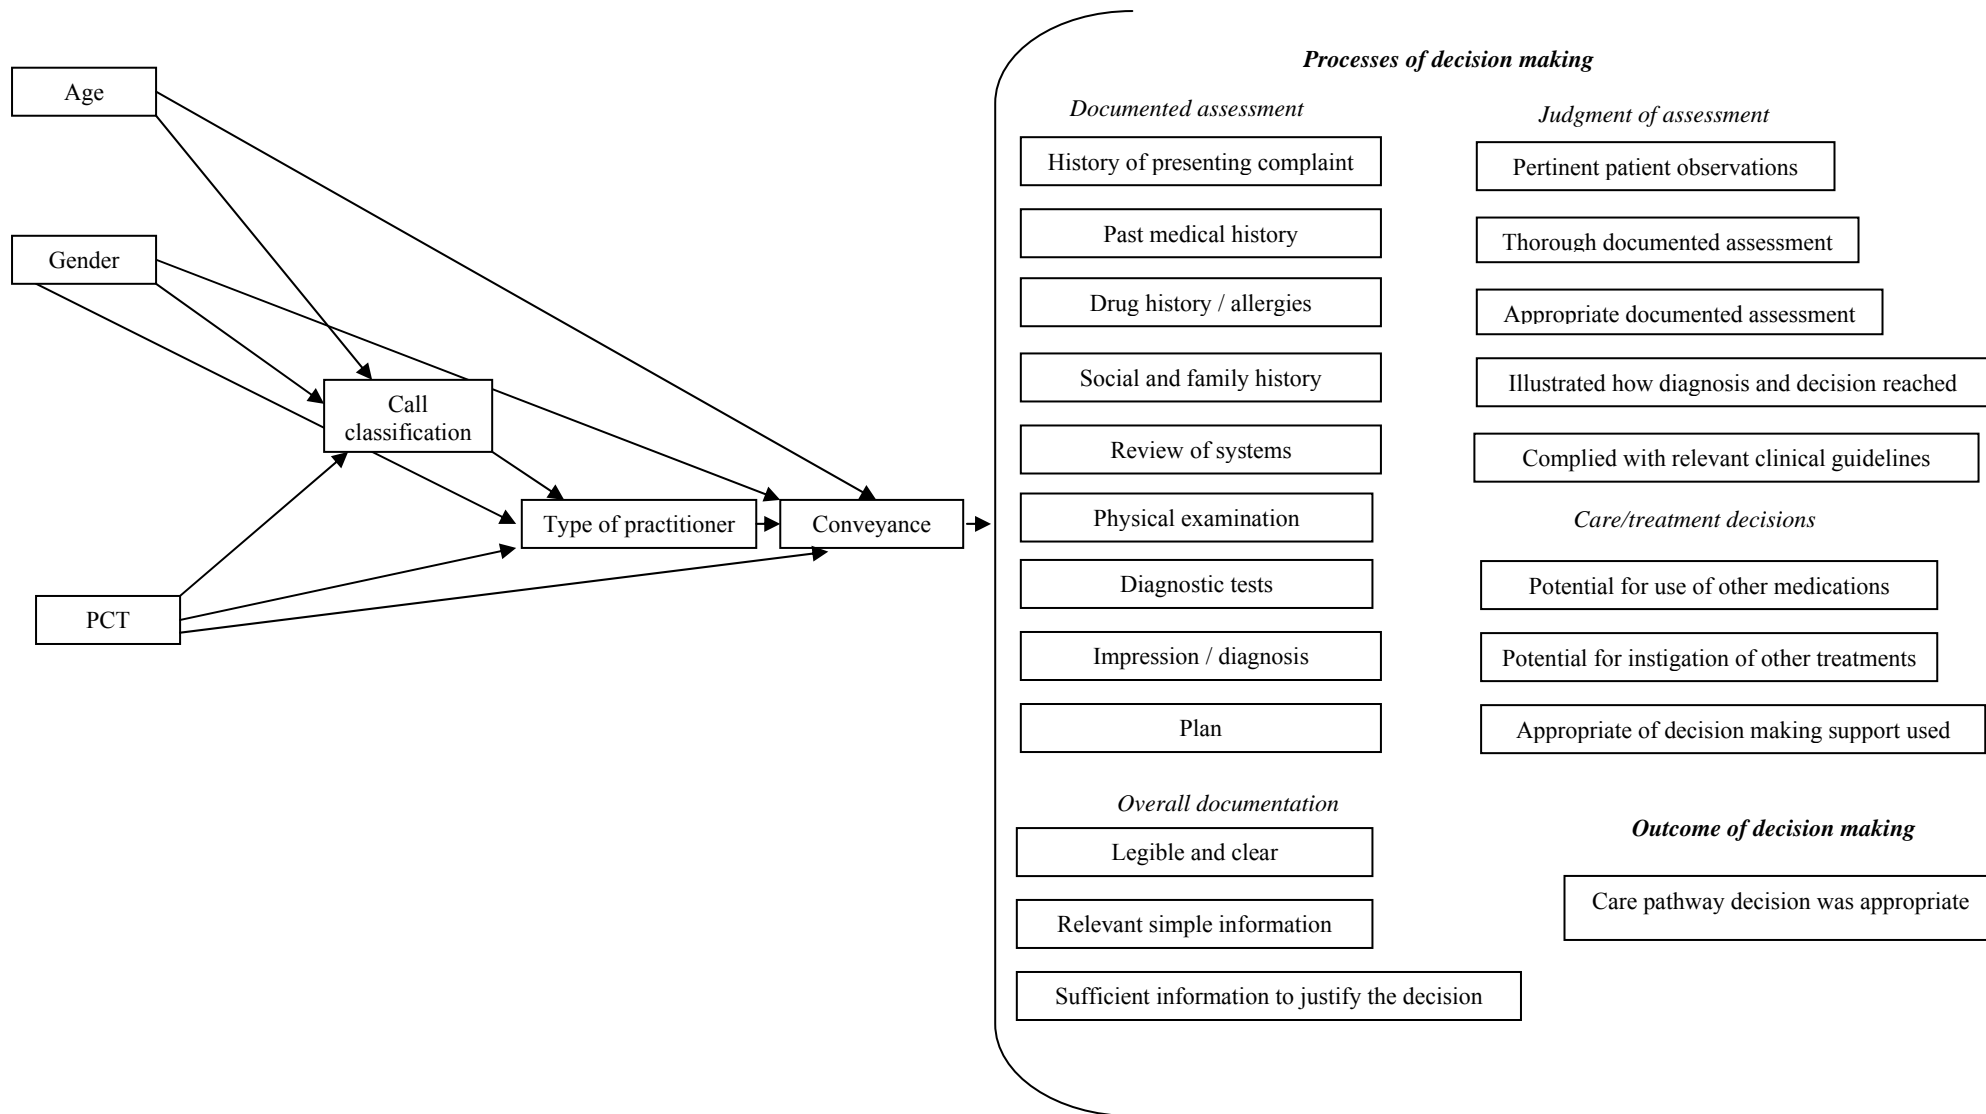 Age
Gender
Call
classification
Type of practitioner
Conveyance
PCT
Processes of decision making
Documented assessment
History of presenting complaint
Past medical history
Drug history / allergies
Social and family history
Review of systems
Physical examination
Diagnostic tests
Impression / diagnosis
Plan
Overall documentation
Legible and clear
Relevant simple information
Sufficient information to justify the decision
Judgment of assessment
Pertinent patient observations
Thorough documented assessment
Appropriate documented assessment
Illustrated how diagnosis and decision reached
Complied with relevant clinical guidelines
Care/treatment decisions
Potential for use of other medications
Potential for instigation of other treatments
Appropriate of decision making support used
Outcome of decision making
Care pathway decision was appropriate